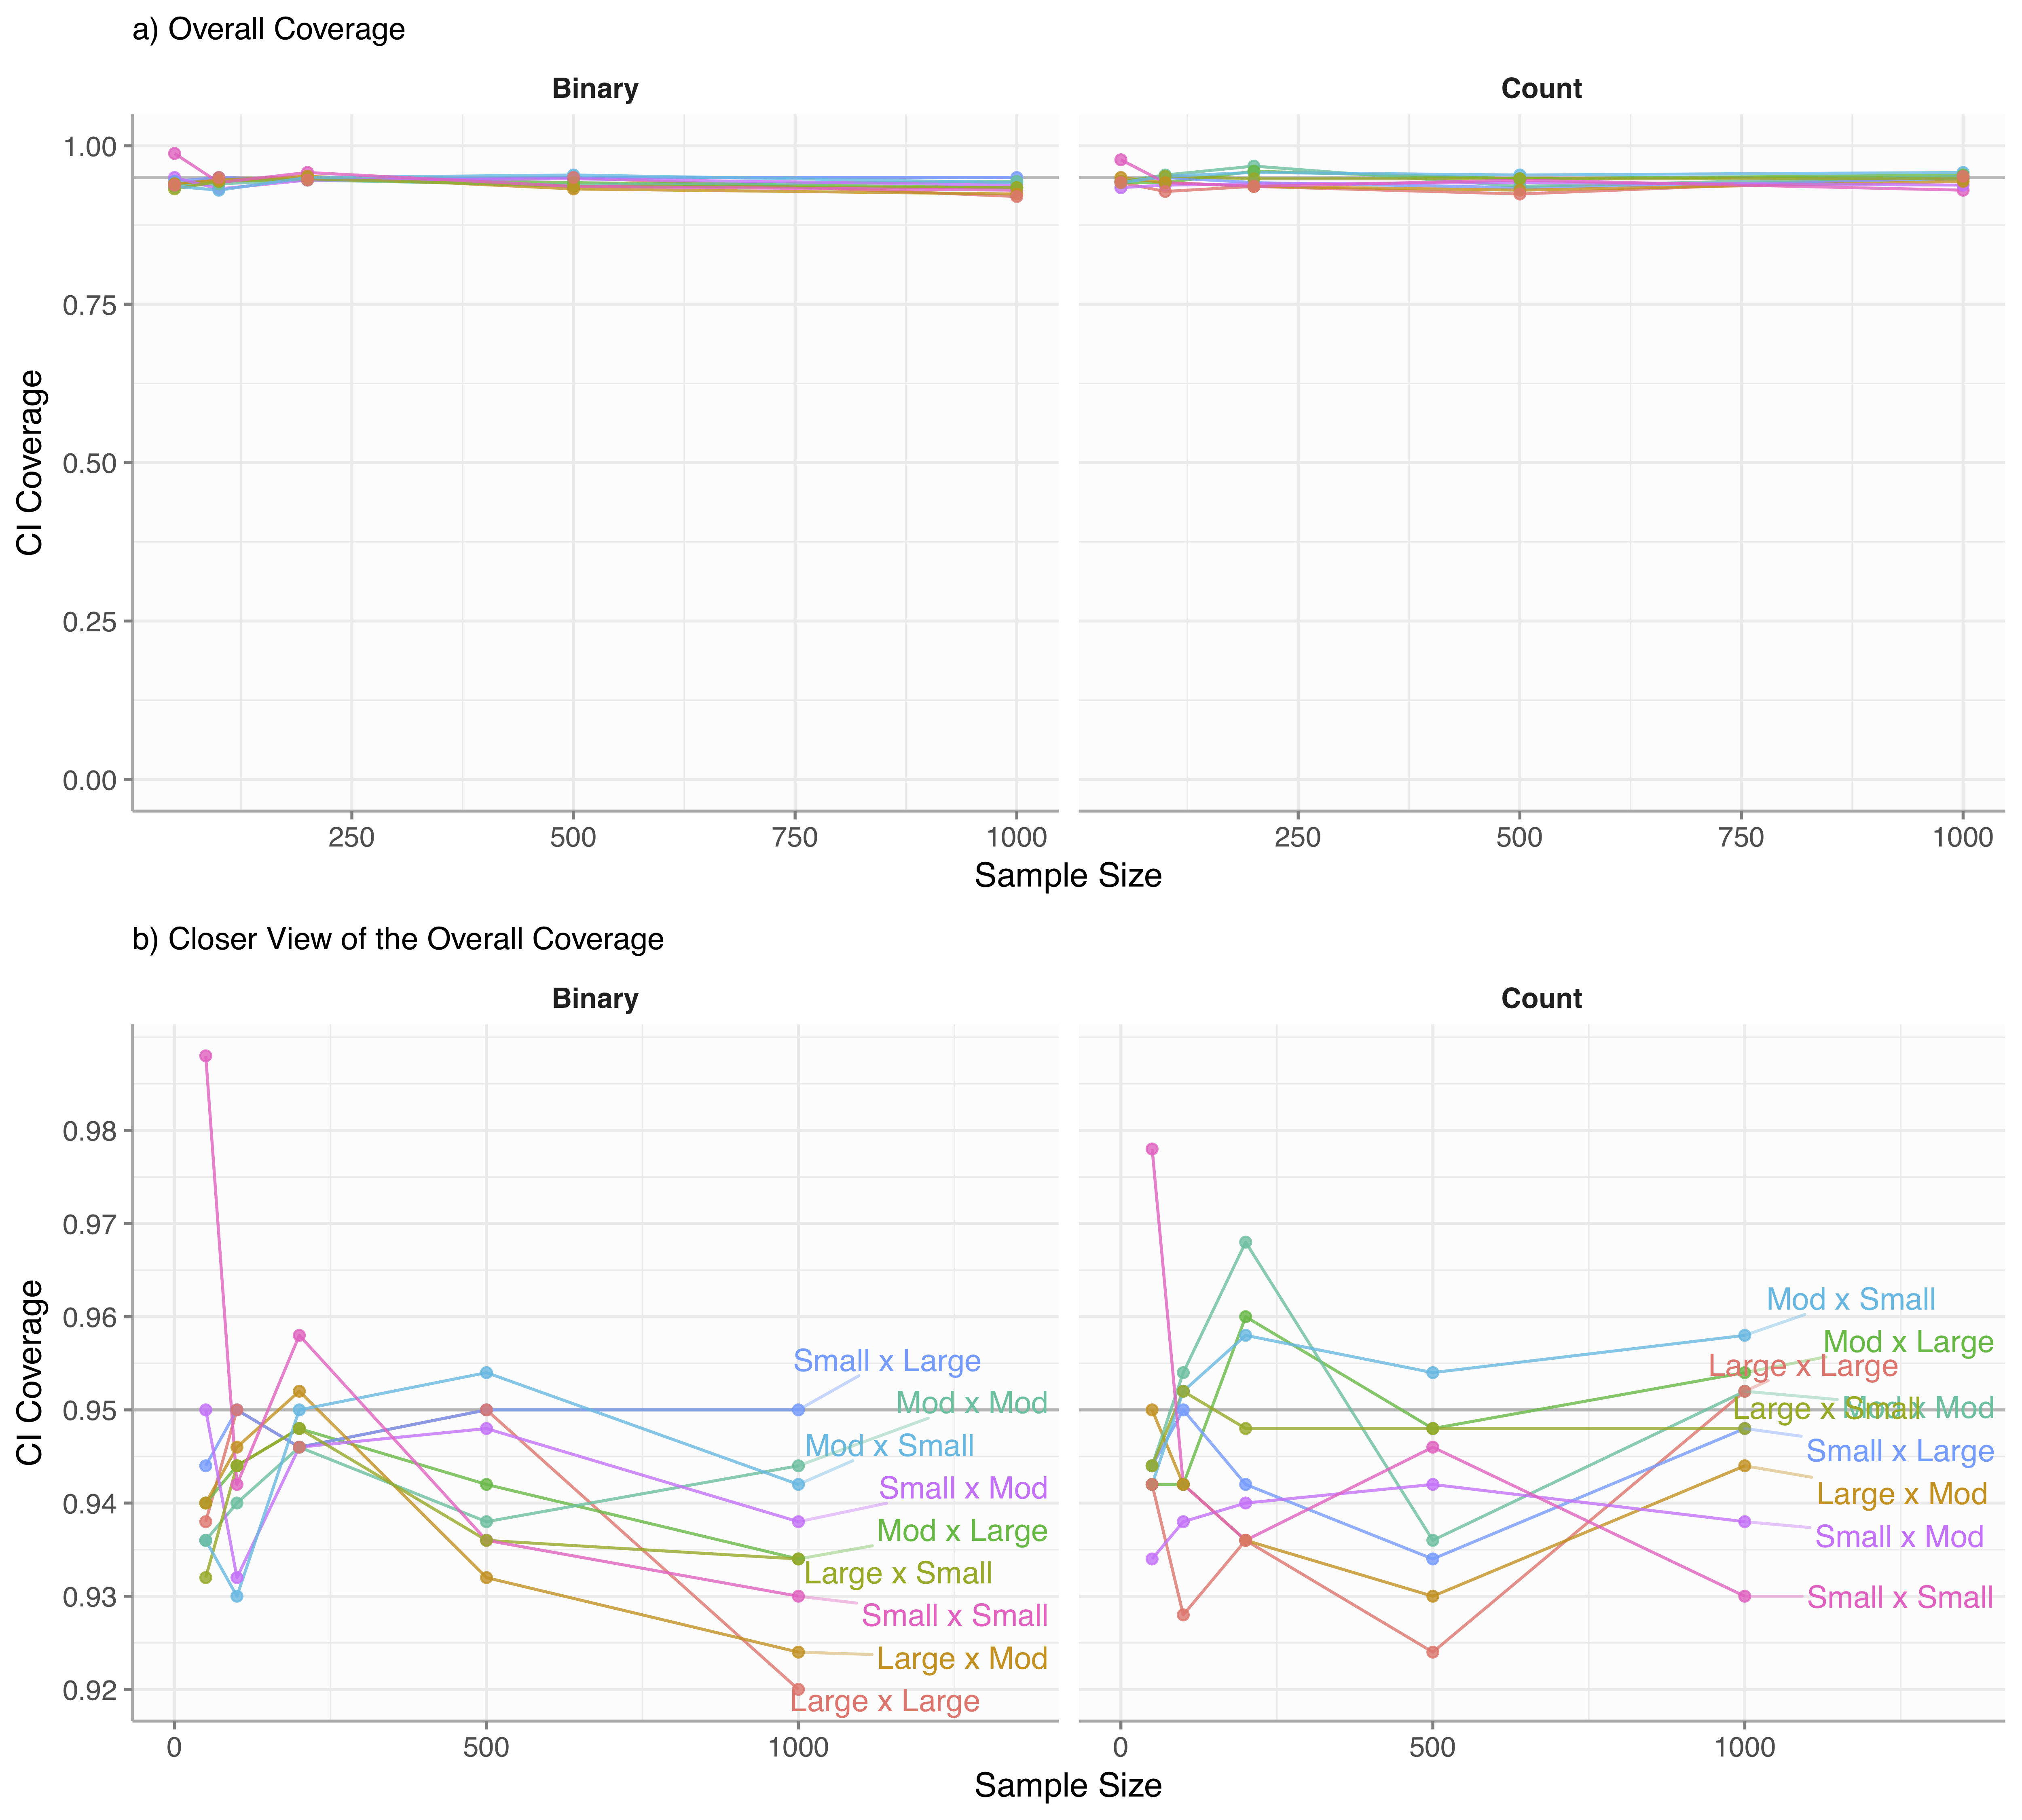 a) Overall Coverage
Binary
Count
1.00
0.75
0.50
0.25
0.00
CI Coverage
250 500 750 1000
250 500 750 1000
Sample Size
b) Closer View of the Overall Coverage
Binary
Count
0.98
0.97
0.96
0.95
0.94
0.93
0.92
CI Coverage
Small x Large
Mod x Mod
Mod x Small
Small x Mod
Mod x Large
Large x Small
Small x Small
Large x Mod
Large x Large
Mod x Small
Mod x Large
Large x Large
Large x Small
Mod x Mod
Small x Large
Large x Mod
Small x Mod
Small x Small
0 500 1000
0 500 1000
Sample Size